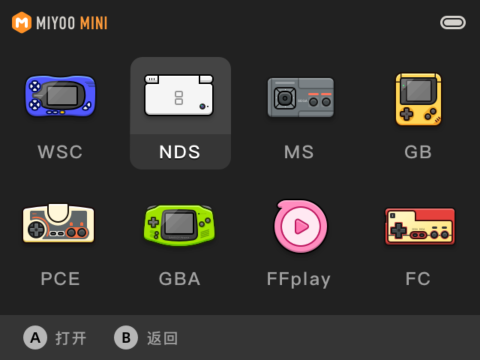 MIYOO MINI
WSC
NDS
MS
GB
PCE
GBA
FFplay
FC
A 打开 B 返回